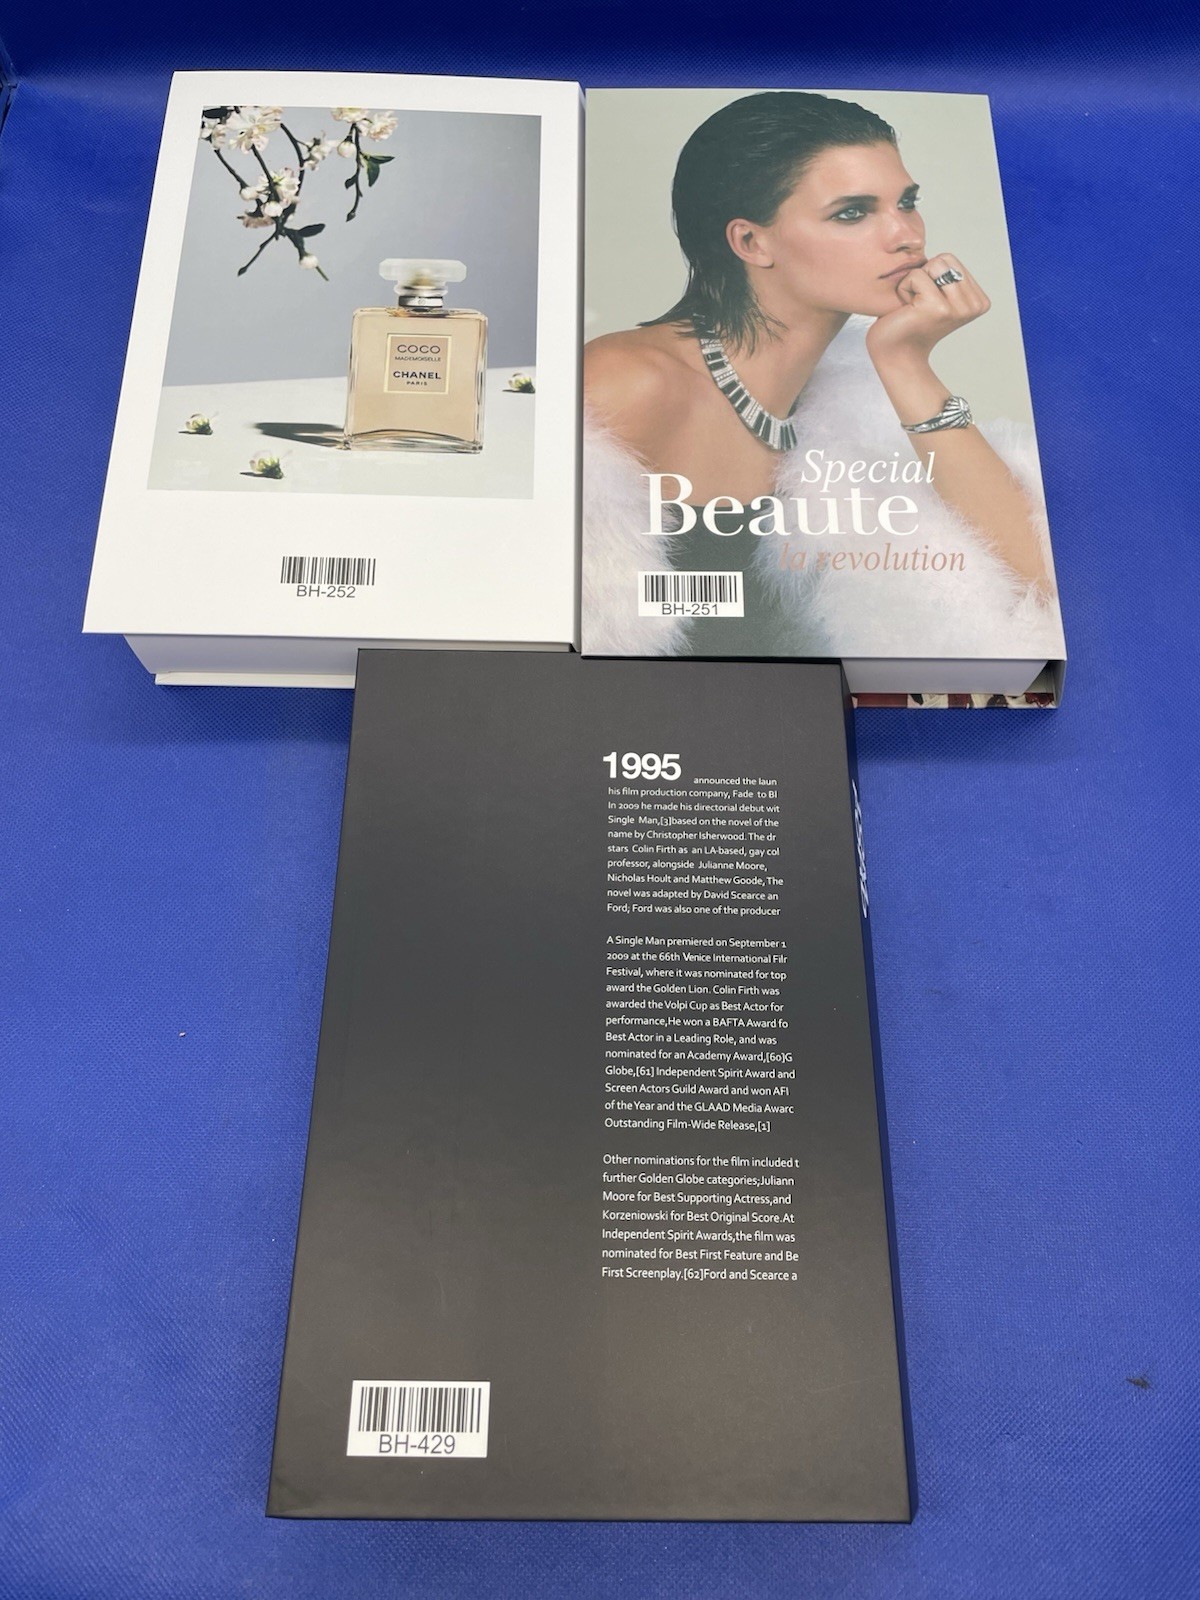 COCO
MADEMOISELLE
CHANEL
PARIS
BH-252
Special
Beaute
la revolution
BH-251
1995 announced the laun
his film production company, Fade to Bl
In 2009 he made his directorial debut wit
Single Man,[3]based on the novel of the
name by Christopher Isherwood. The dr
stars Colin Firth as an LA-based, gay col
professor, alongside Julianne Moore,
Nicholas Hoult and Matthew Goode, The
novel was adapted by David Scearce an
Ford; Ford was also one of the producer
A Single Man premiered on September 1
2009 at the 66th Venice International Filr
Festival, where it was nominated for top
award the Golden Lion. Colin Firth was
awarded the Volpi Cup as Best Actor for
performance,He won a BAFTA Award fo
Best Actor in a Leading Role, and was
nominated for an Academy Award,[60]G
Globe,[61] Independent Spirit Award and
Screen Actors Guild Award and won AFI
of the Year and the GLAAD Media Awarc
Outstanding Film-Wide Release,[1]
Other nominations for the film included t
further Golden Globe categories;Juliann
Moore for Best Supporting Actress,and
Korzeniowski for Best Original Score.At
Independent Spirit Awards,the film was
nominated for Best First Feature and Be
First Screenplay.[62]Ford and Scearce a
BH-429